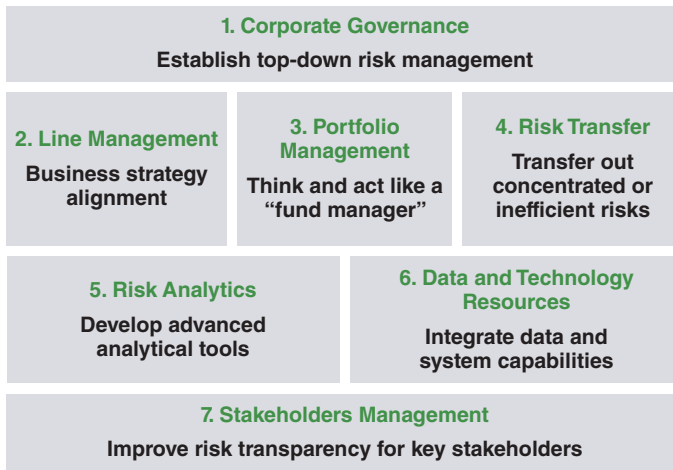 1. Corporate Governance
Establish top-down risk management
2. Line Management
Business strategy
alignment
3. Portfolio
Management
Think and act like a
“fund manager”
4. Risk Transfer
Transfer out
concentrated or
inefficient risks
5. Risk Analytics
Develop advanced
analytical tools
6. Data and Technology
Resources
Integrate data and
system capabilities
7. Stakeholders Management
Improve risk transparency for key stakeholders